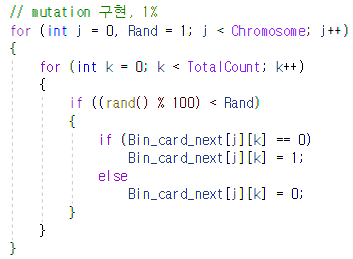 // mutation 구현, 1%
for (int j = 0, Rand = 1; j < Chromosome; j++)
{
    for (int k = 0; k < TotalCount; k++)
    {
        if ((rand() % 100) < Rand)
        {
            if (Bin_card_next[j][k] == 0)
                Bin_card_next[j][k] = 1;
            else
                Bin_card_next[j][k] = 0;
        }
    }
}